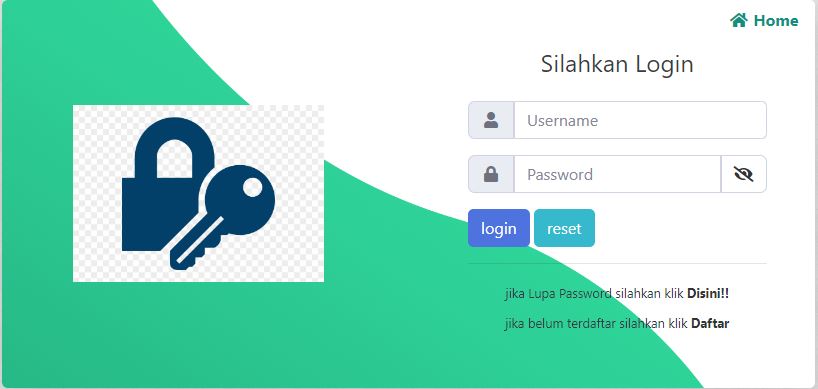 Home
Silahkan Login
Username
Password
login reset
jika Lupa Password silahkan klik Disini!!
jika belum terdaftar silahkan klik Daftar